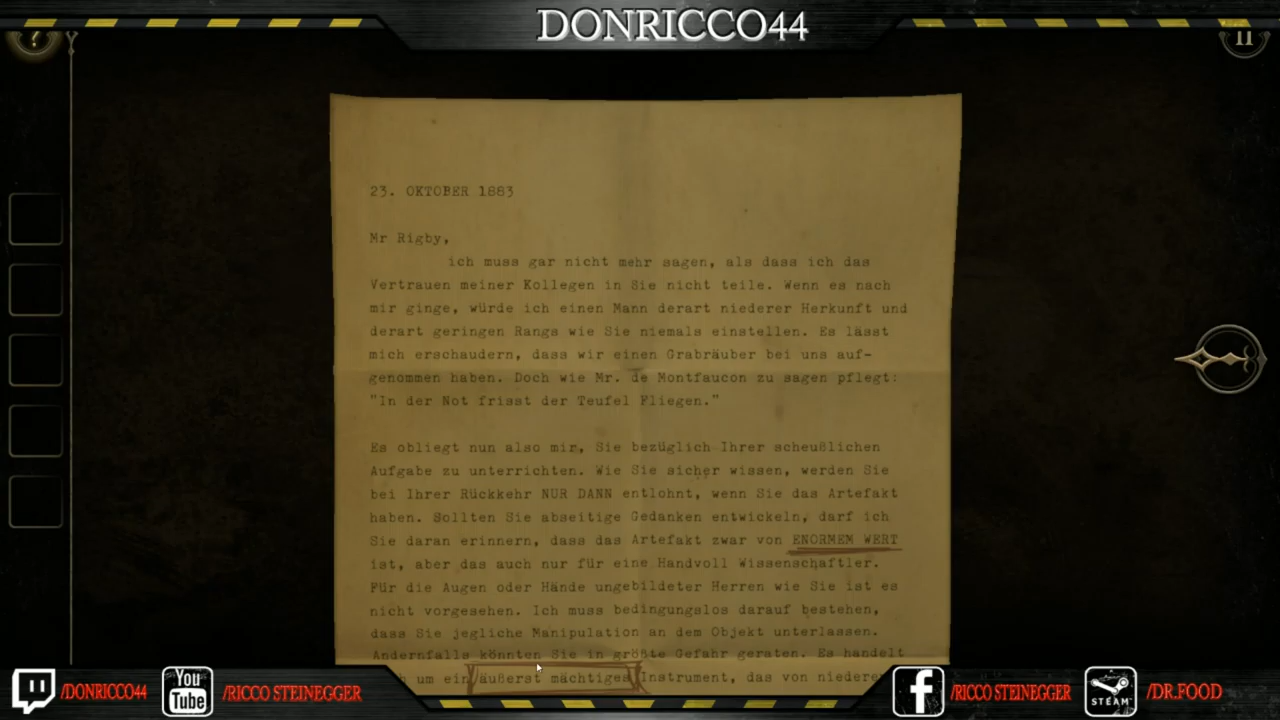 DONRICCO44
?
23. OKTOBER 1883
Mr Rigby,
ich muss gar nicht mehr sagen, als dass ich das
Vertrauen meiner Kollegen in Sie nicht teile. Wenn es nach
mir ginge, würde ich einen Mann derart niederer Herkunft und
derart geringen Rangs wie Sie niemals einstellen. Es lässt
mich erschaudern, dass wir einen Grabräuber bei uns auf-
genommen haben. Doch wie Mr. de Montfaucon zu sagen pflegt:
"In der Not frisst der Teufel Fliegen."
Es obliegt nun also mir, Sie bezüglich Ihrer scheußlichen
Aufgabe zu unterrichten. Wie Sie sicher wissen, werden Sie
bei Ihrer Rückkehr NUR DANN entlohnt, wenn Sie das Artefakt
haben. Sollten Sie abseitige Gedanken entwickeln, darf ich
Sie daran erinnern, dass das Artefakt zwar von ENORMEM WERT
ist, aber das auch nur für eine Handvoll Wissenschaftler.
Für die Augen oder Hände ungebildeter Herren wie Sie ist es
nicht vorgesehen. Ich muss bedingungslos darauf bestehen,
dass Sie jegliche Manipulation an dem Objekt unterlassen.
Andernfalls könnten Sie in größte Gefahr geraten. Es handelt
um ein äußerst mächtiges Instrument, das von
/DONRICCO44
You Tube
/RICCO STEINEGGER
f
/RICCO STEINEGGER
STEAM
/DR.FOOD